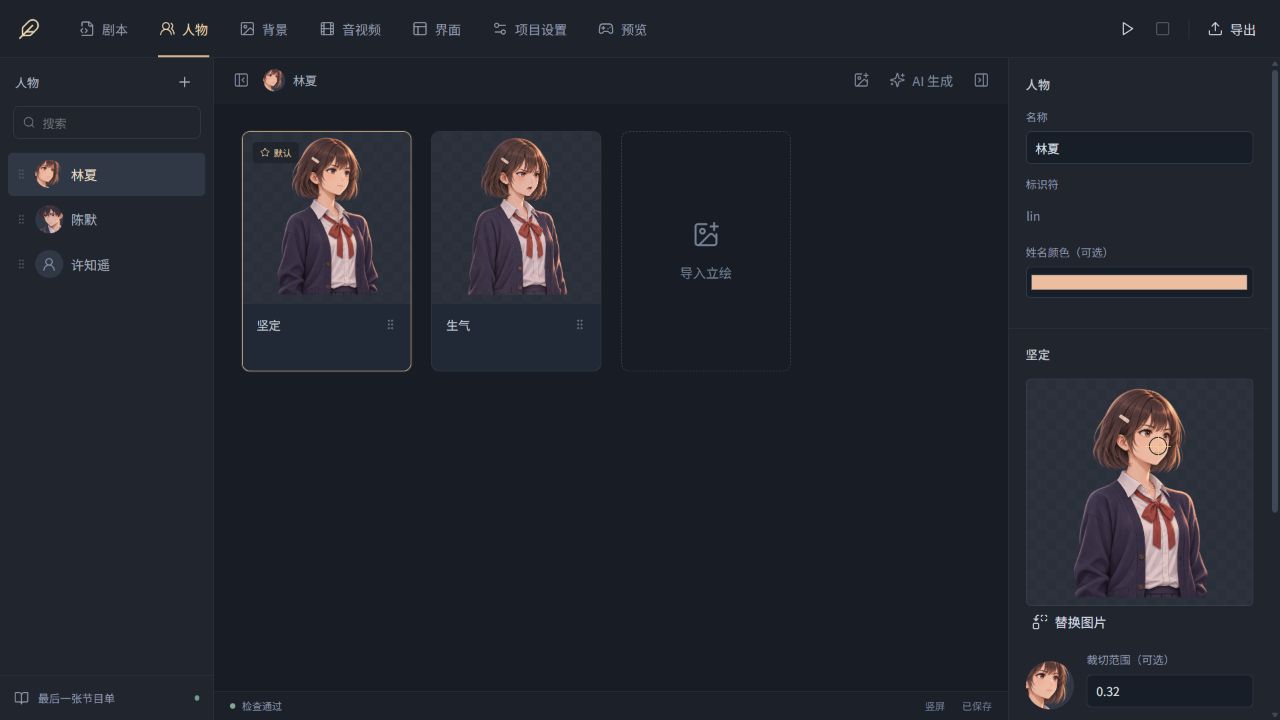 剧本
人物
背景
音视频
界面
项目设置
预览
导出
人物
搜索
林夏
陈默
许知遥
最后一张节目单
林夏
AI 生成
默认
坚定
生气
导入立绘
检查通过
竖屏
已保存
人物
名称
林夏
标识符
lin
姓名颜色（可选）
坚定
替换图片
裁切范围（可选）
0.32